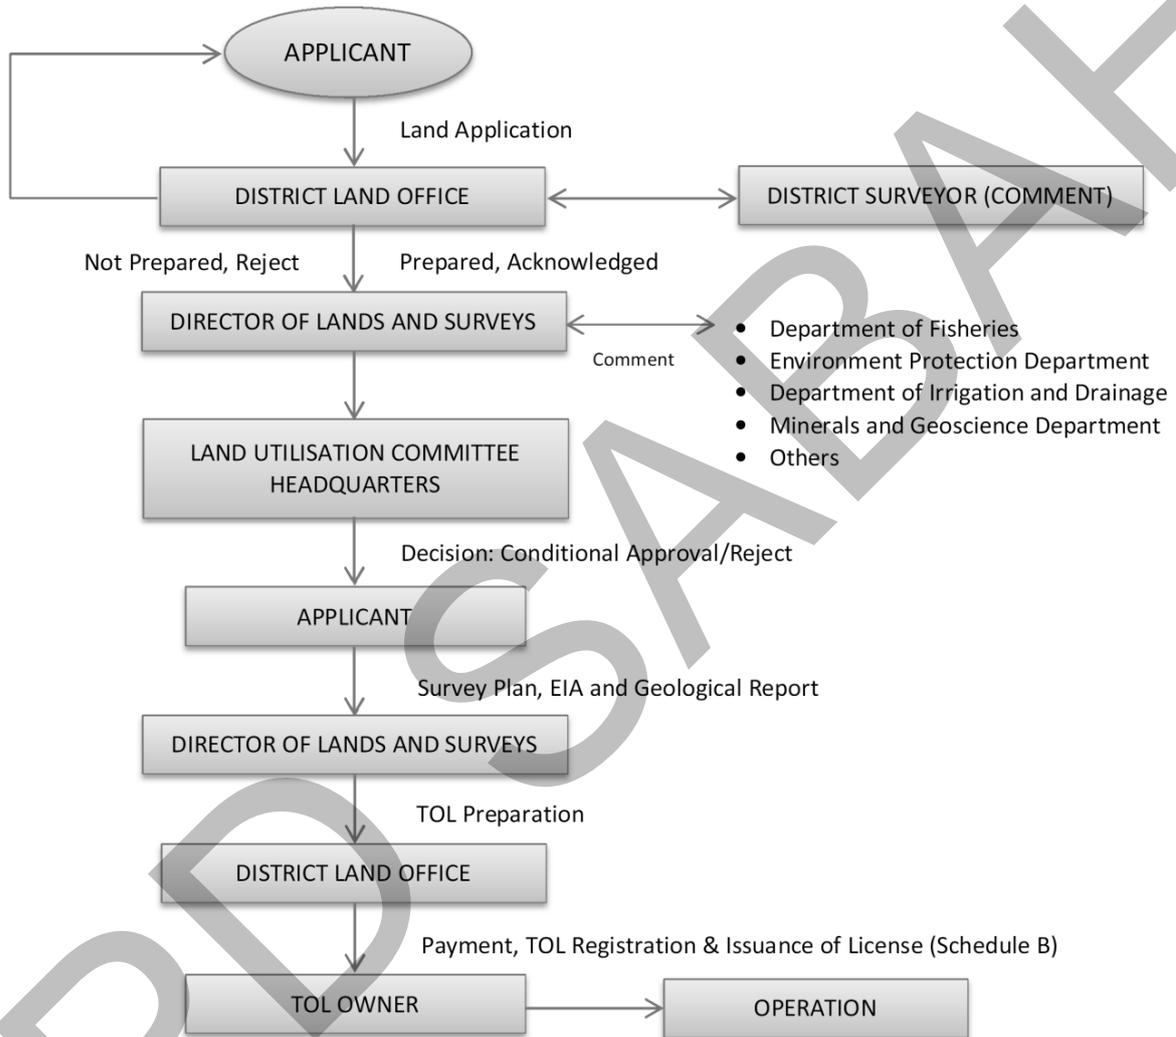 APPLICANT
Land Application
DISTRICT LAND OFFICE
DISTRICT SURVEYOR (COMMENT)
Not Prepared, Reject
Prepared, Acknowledged
DIRECTOR OF LANDS AND SURVEYS
Comment
• Department of Fisheries
• Environment Protection Department
• Department of Irrigation and Drainage
• Minerals and Geoscience Department
• Others
LAND UTILISATION COMMITTEE
HEADQUARTERS
Decision: Conditional Approval/Reject
APPLICANT
Survey Plan, EIA and Geological Report
DIRECTOR OF LANDS AND SURVEYS
TOL Preparation
DISTRICT LAND OFFICE
Payment, TOL Registration & Issuance of License (Schedule B)
TOL OWNER
OPERATION
PD SABAH